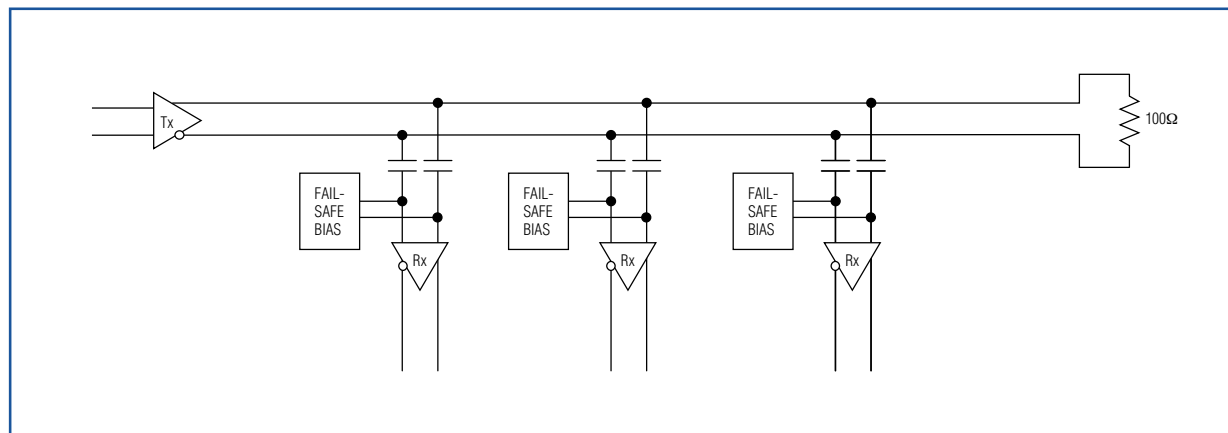 Tx
100Ω
FAIL-
SAFE
BIAS
Rx
FAIL-
SAFE
BIAS
Rx
FAIL-
SAFE
BIAS
Rx